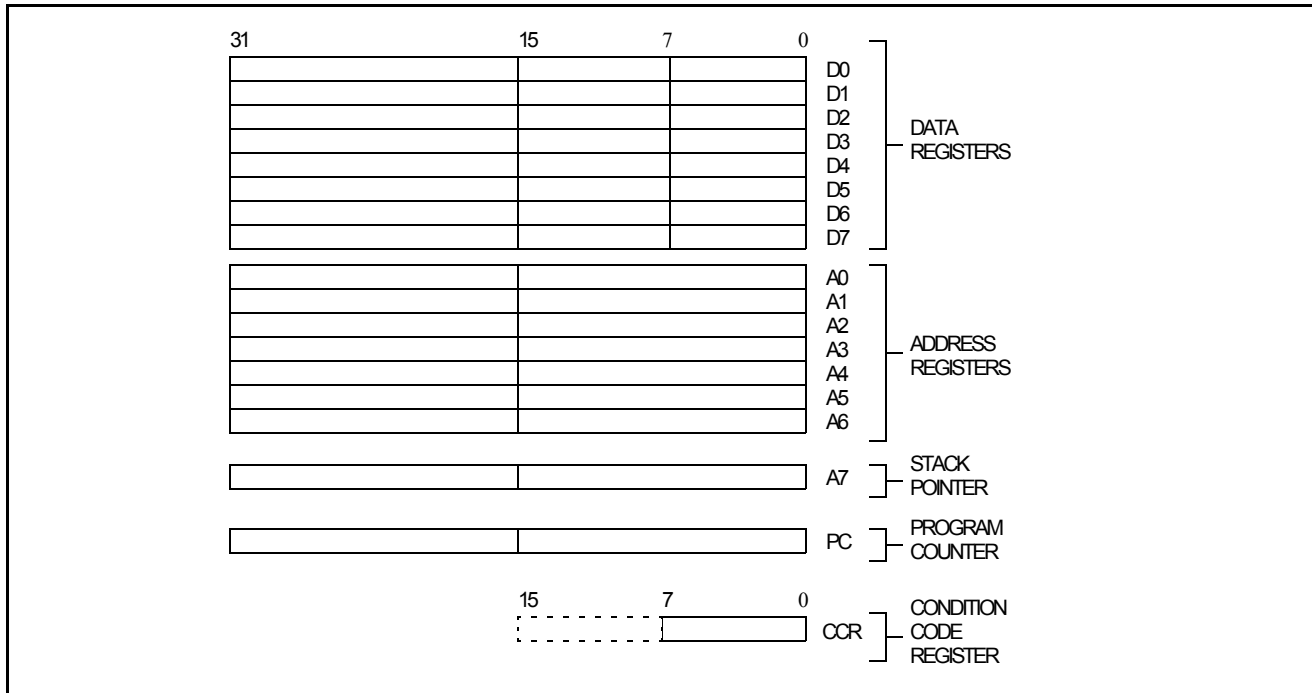 31 15 7 0
D0
D1
D2
D3
D4
D5
D6
D7
DATA
REGISTERS
A0
A1
A2
A3
A4
A5
A6
ADDRESS
REGISTERS
A7
STACK
POINTER
PC
PROGRAM
COUNTER
15 7 0
CCR
CONDITION
CODE
REGISTER